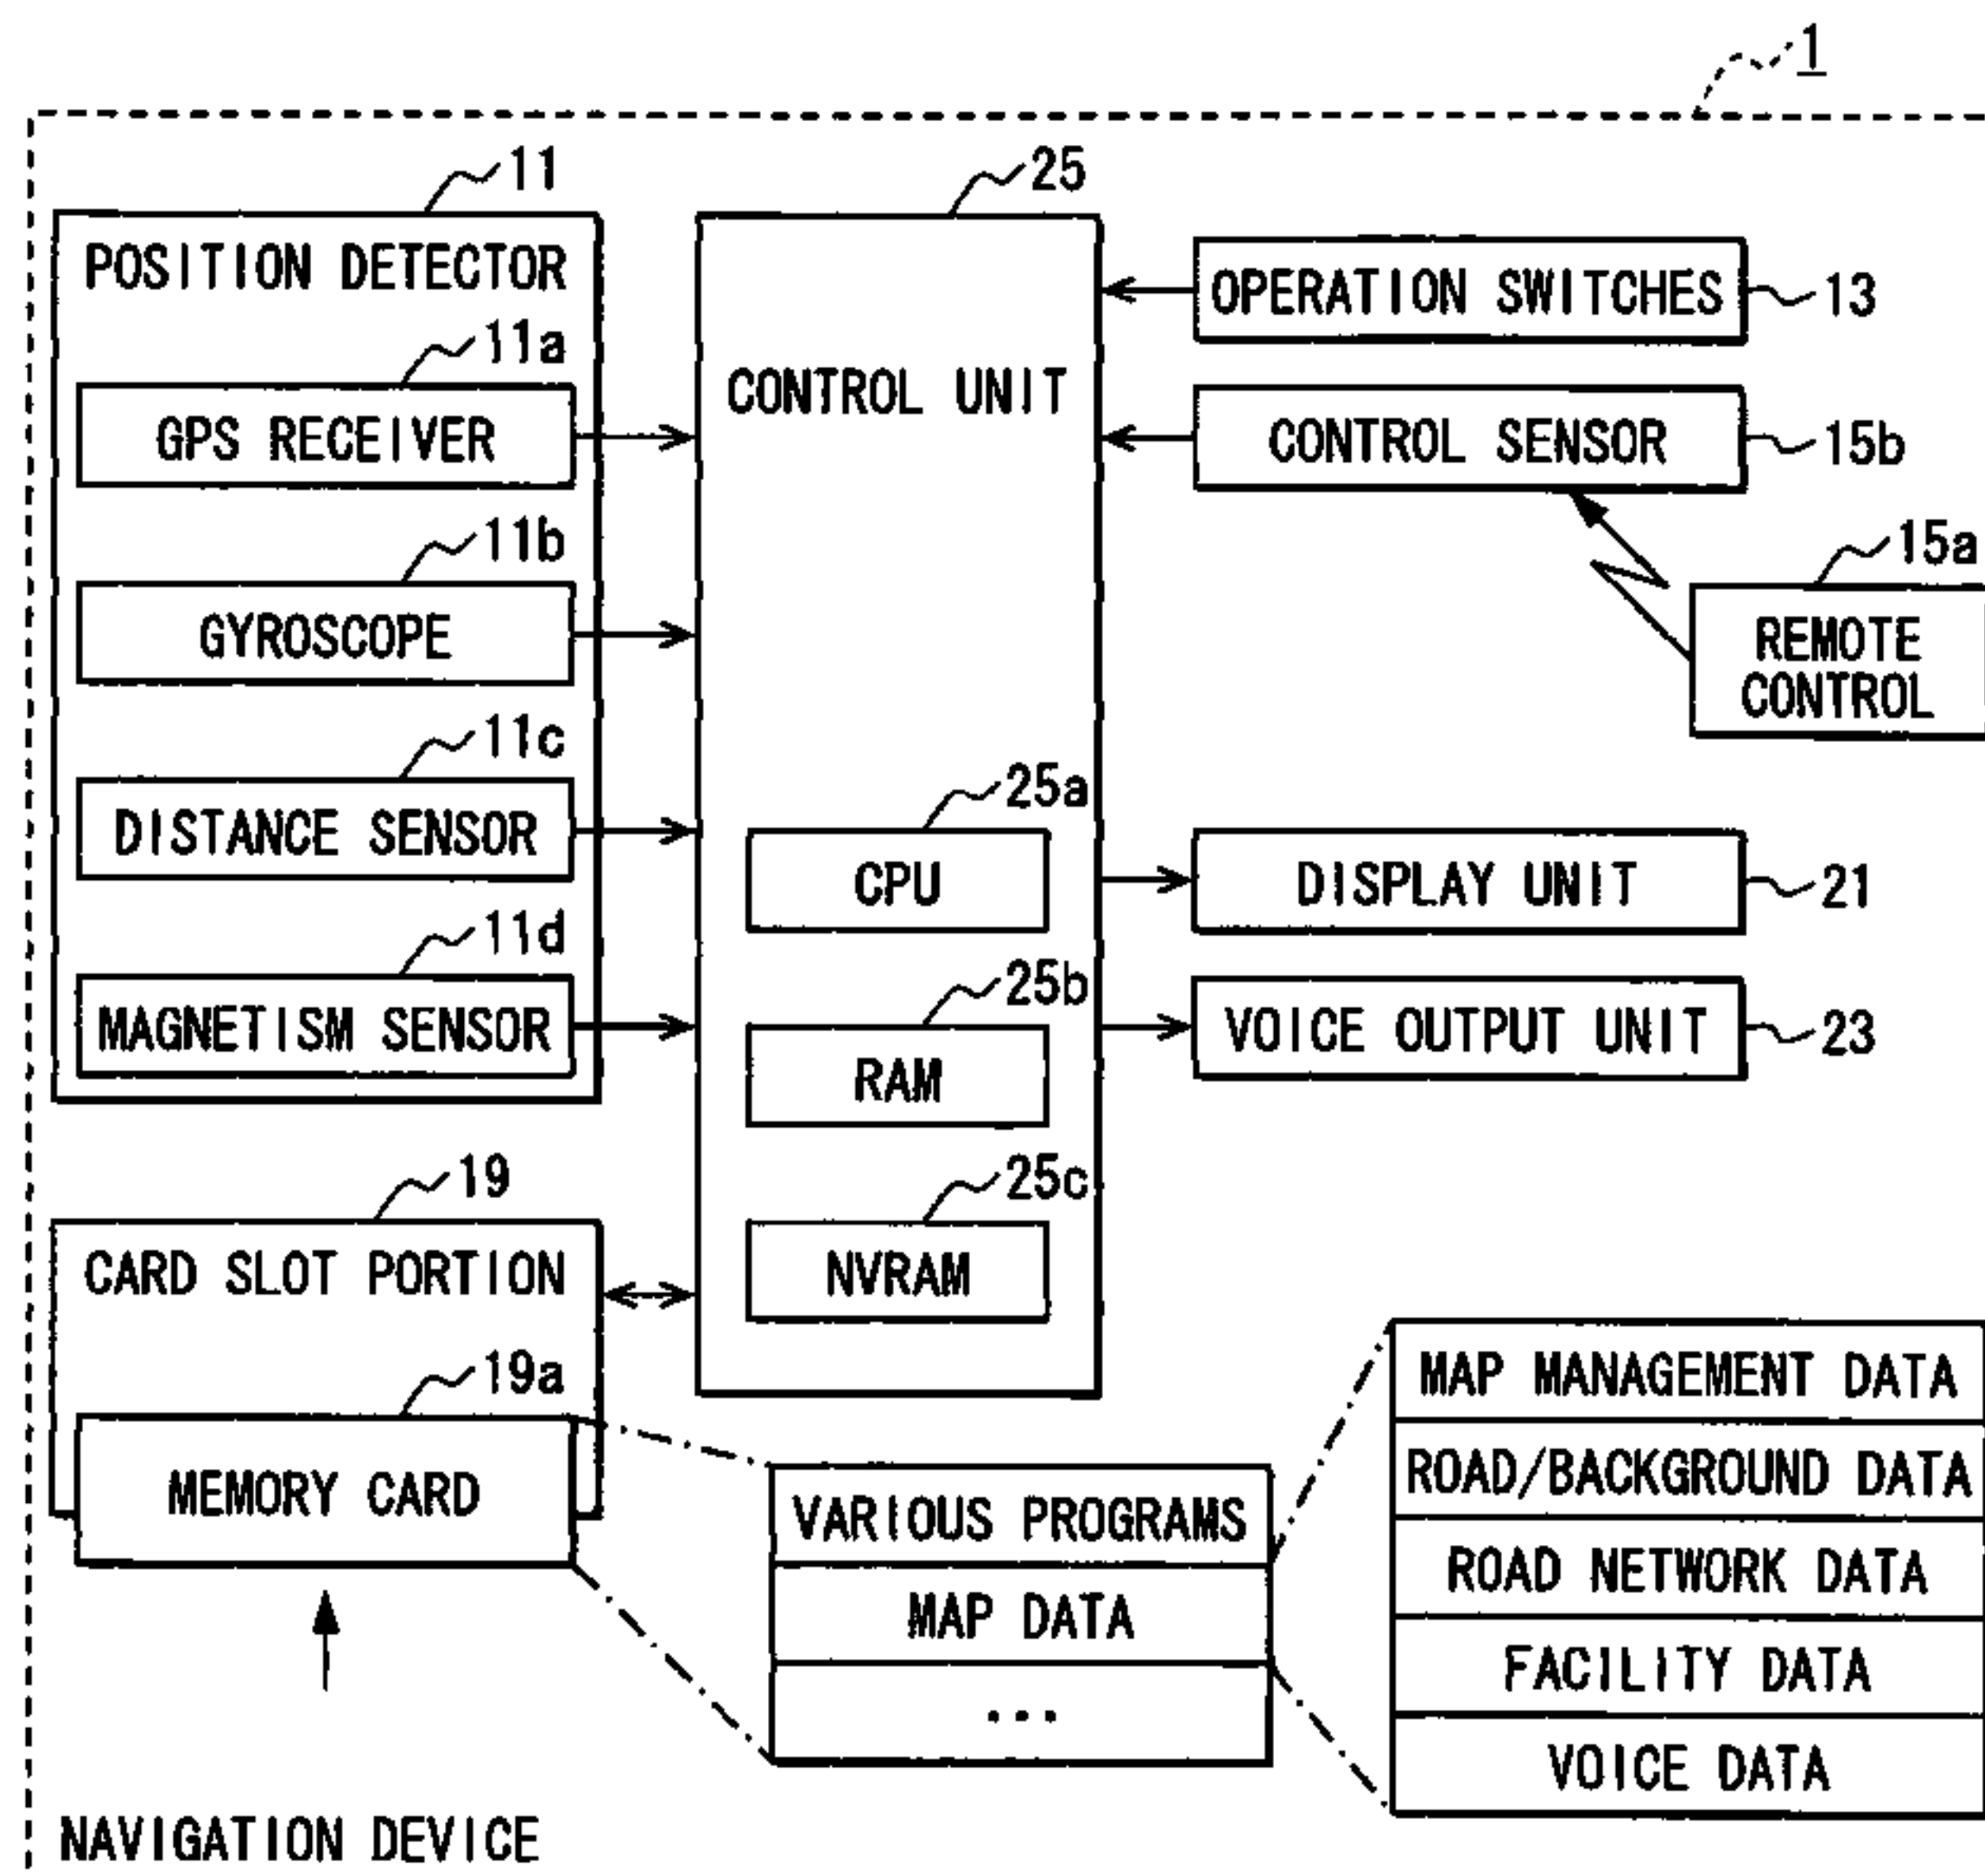 1
11
POSITION DETECTOR
11a
GPS RECEIVER
11b
GYROSCOPE
11c
DISTANCE SENSOR
11d
MAGNETISM SENSOR
19
CARD SLOT PORTION
19a
MEMORY CARD
25
CONTROL UNIT
25a
CPU
25b
RAM
25c
NVRAM
OPERATION SWITCHES
13
CONTROL SENSOR
15b
15a
REMOTE
CONTROL
DISPLAY UNIT
21
VOICE OUTPUT UNIT
23
VARIOUS PROGRAMS
MAP DATA
...
MAP MANAGEMENT DATA
ROAD/BACKGROUND DATA
ROAD NETWORK DATA
FACILITY DATA
VOICE DATA
NAVIGATION DEVICE